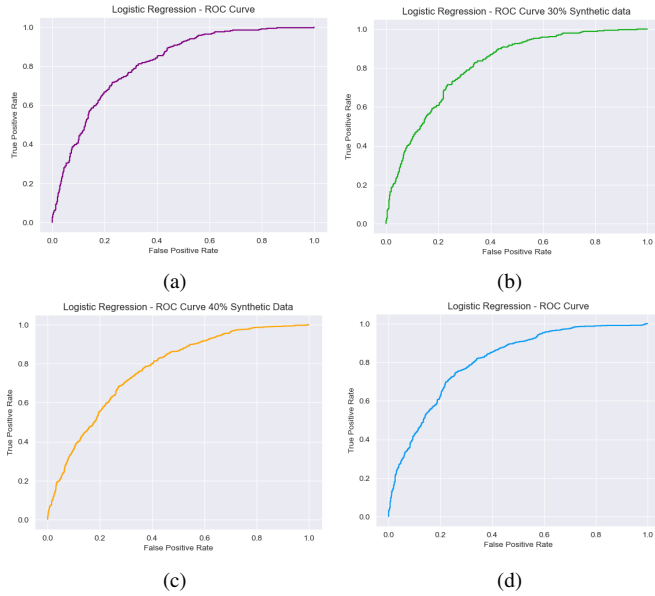 Logistic Regression - ROC Curve
1.0
0.8
0.6
0.4
0.2
0.0
True Positive Rate
0.0 0.2 0.4 0.6 0.8 1.0
False Positive Rate
(a)
Logistic Regression - ROC Curve 30% Synthetic data
1.0
0.8
0.6
0.4
0.2
0.0
True Positive Rate
0.0 0.2 0.4 0.6 0.8 1.0
False Positive Rate
(b)
Logistic Regression - ROC Curve 40% Synthetic Data
1.0
0.8
0.6
0.4
0.2
0.0
True Positive Rate
0.0 0.2 0.4 0.6 0.8 1.0
False Positive Rate
(c)
Logistic Regression - ROC Curve
1.0
0.8
0.6
0.4
0.2
0.0
True Positive Rate
0.0 0.2 0.4 0.6 0.8 1.0
False Positive Rate
(d)